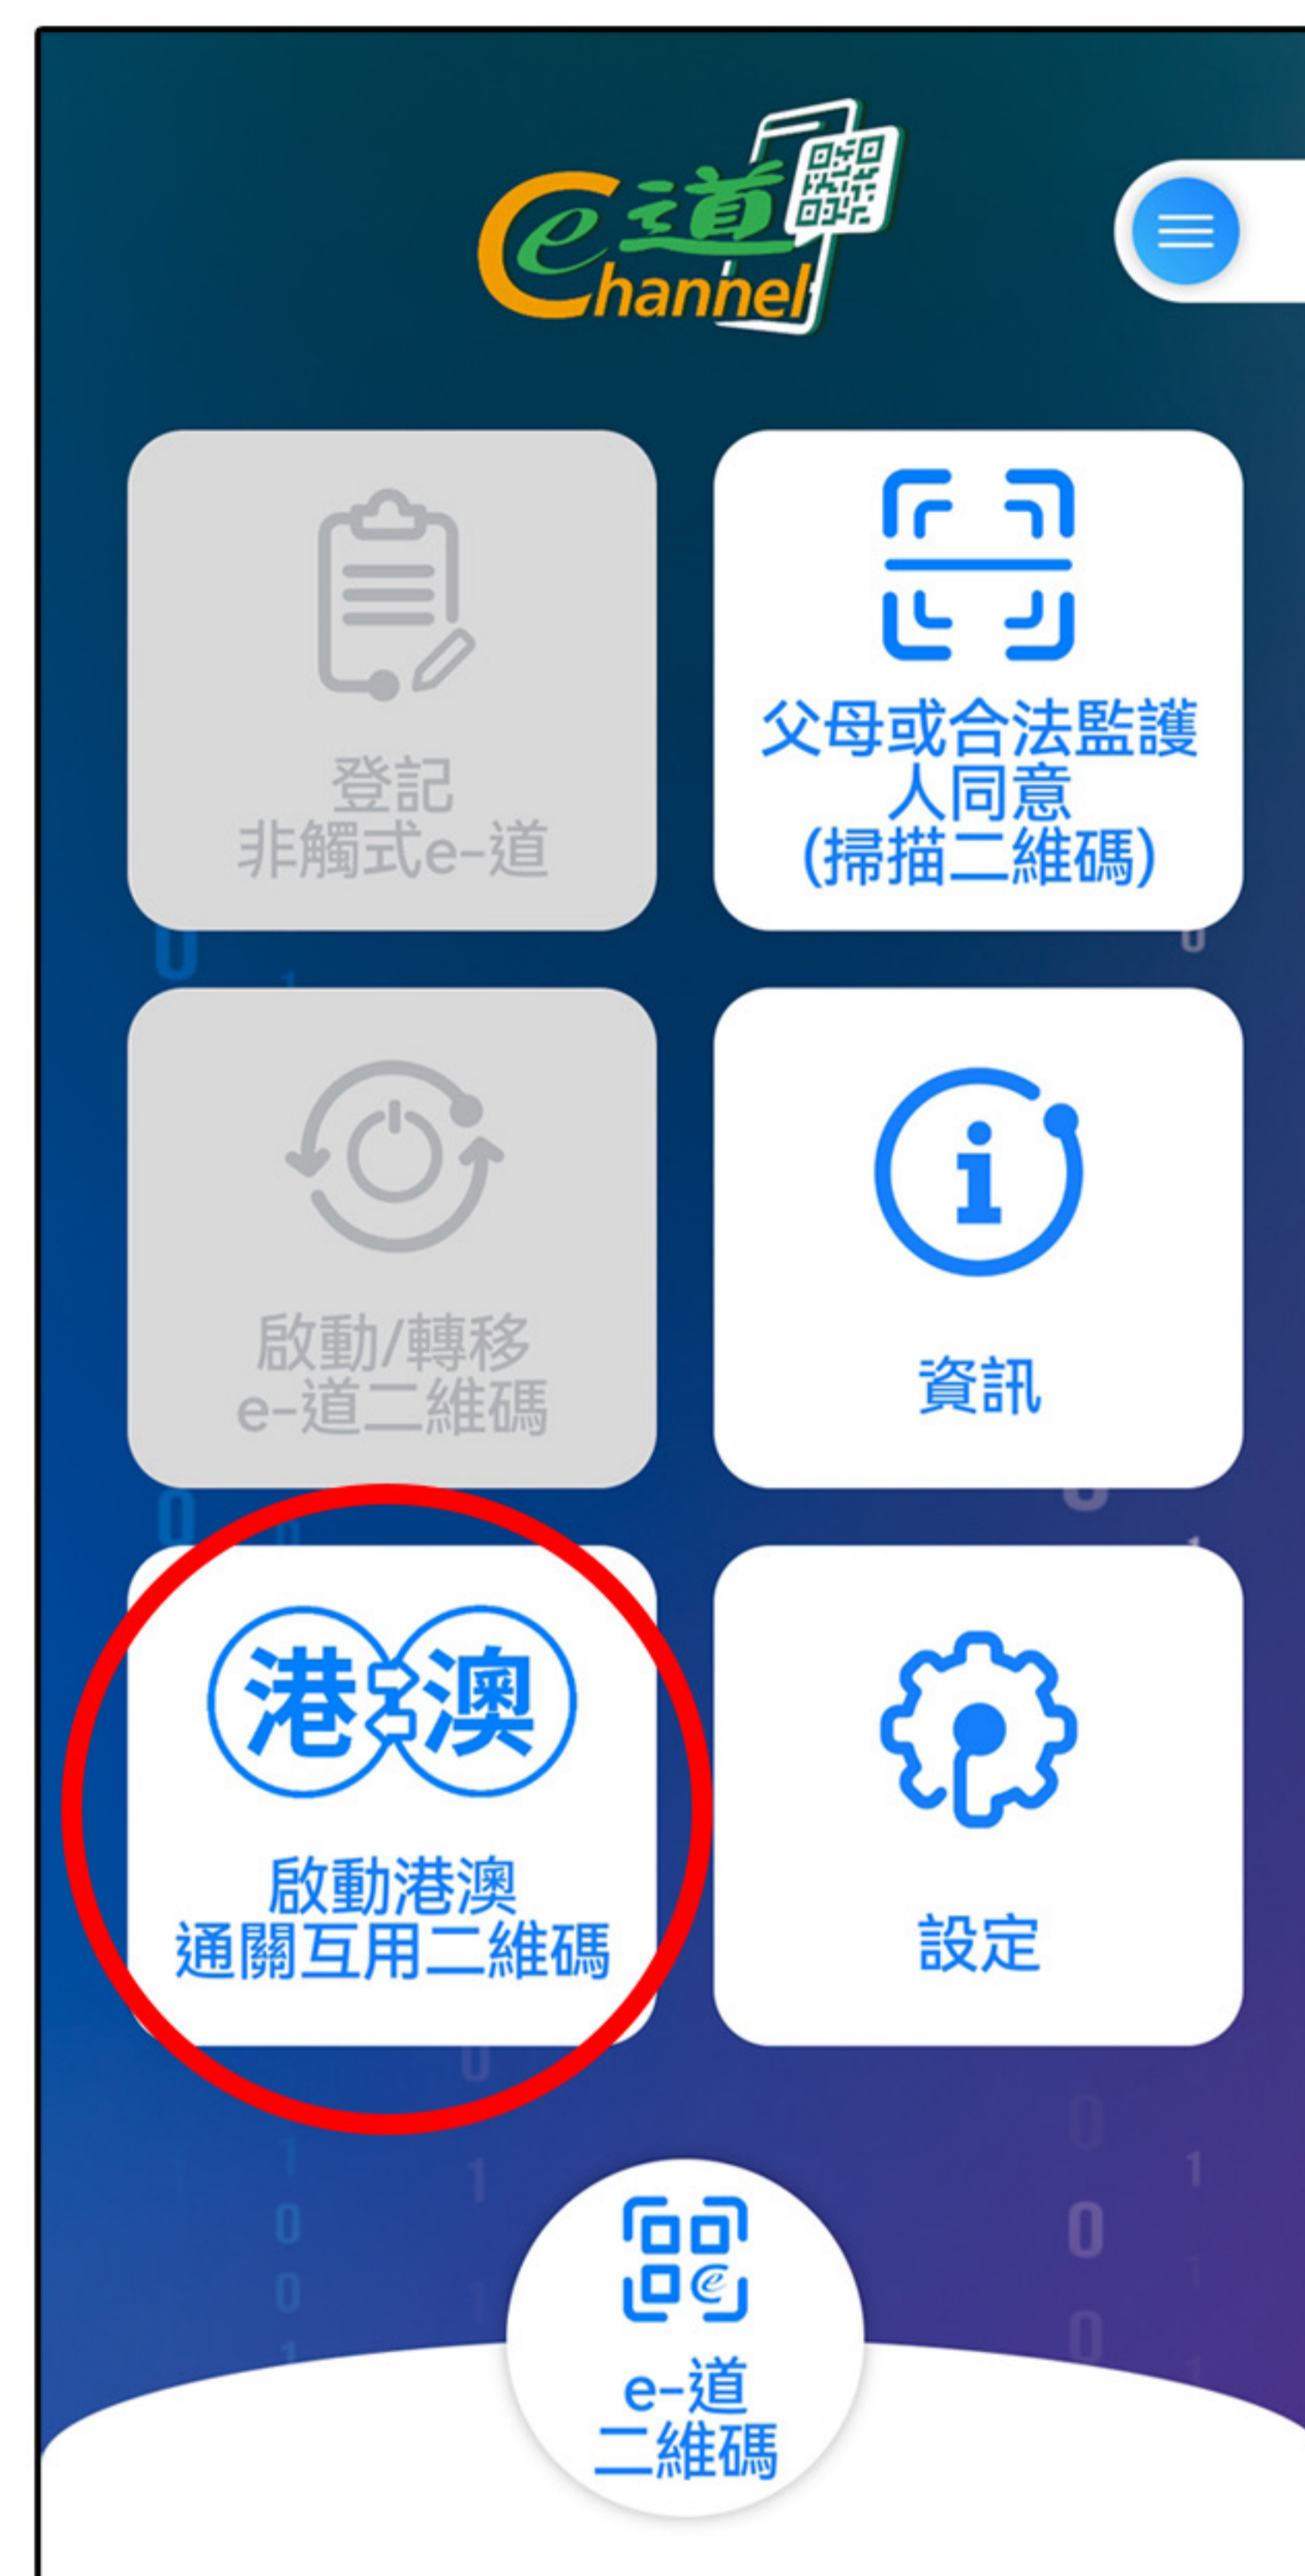 e道
Channel
登記
非觸式e-道
父母或合法監護
人同意
(掃描二維碼)
啟動/轉移
e-道二維碼
資訊
港澳
啟動港澳
通關互用二維碼
設定
e-道
二維碼